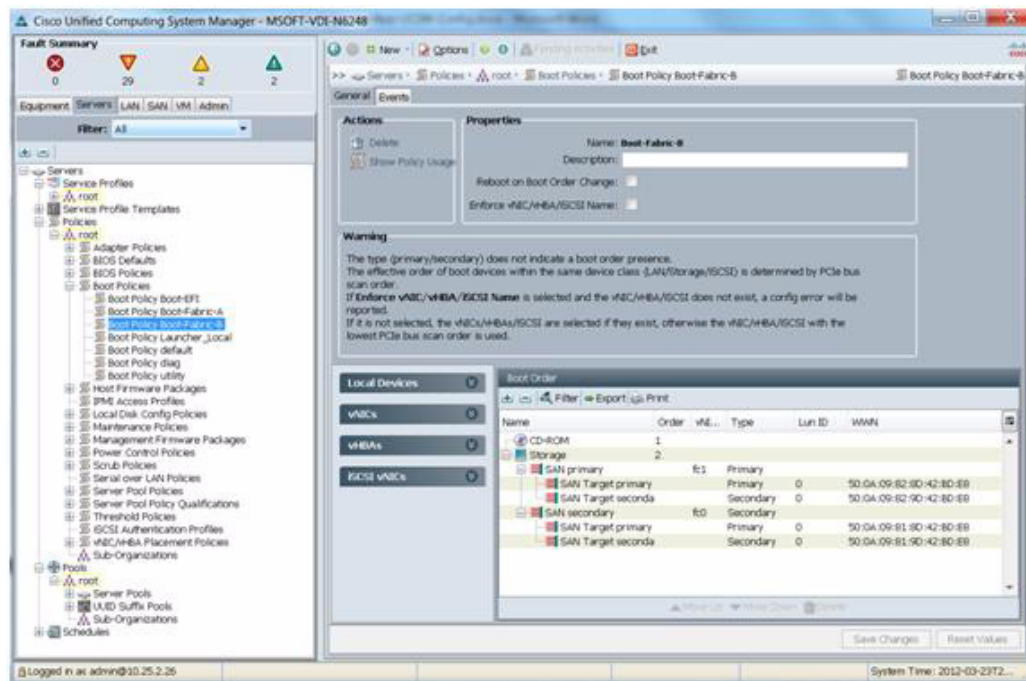 Cisco Unified Computing System Manager - MSOFT-VDI-N6248
Fault Summary
0 29 2 2
Equipment Servers LAN SAN VM Admin
Filter: All
Servers
Service Profiles
root
Service Profile Templates
Policies
root
Adapter Policies
BIOS Defaults
BIOS Policies
Boot Policies
Boot Policy Boot-EFI
Boot Policy Boot-Fabric-A
Boot Policy Boot-Fabric-B
Boot Policy Launcher_Local
Boot Policy default
Boot Policy diag
Boot Policy utility
Host Firmware Packages
IPMI Access Profiles
Local Disk Config Policies
Maintenance Policies
Management Firmware Packages
Power Control Policies
Scrub Policies
Serial over LAN Policies
Server Pool Policies
Server Pool Policy Qualifications
Threshold Policies
iSCSI Authentication Profiles
vNIC/vHBA Placement Policies
Sub-Organizations
Pools
root
Server Pools
UUID Suffix Pools
Sub-Organizations
Schedules
New Options Pending Activities Exit
>> Servers Policies root Boot Policies Boot Policy Boot-Fabric-B Boot Policy Boot-Fabric-B
General Events
Actions
Delete
Show Policy Usage
Properties
Name: Boot-Fabric-B
Description:
Reboot on Boot Order Change:
Enforce vNIC/vHBA/iSCSI Name:
Warning
The type (primary/secondary) does not indicate a boot order presence.
The effective order of boot devices within the same device class (LAN/Storage/iSCSI) is determined by PCIe bus
scan order.
If Enforce vNIC/vHBA/iSCSI Name is selected and the vNIC/vHBA/iSCSI does not exist, a config error will be
reported.
If it is not selected, the vNICs/vHBAs/iSCSI are selected if they exist, otherwise the vNIC/vHBA/iSCSI with the
lowest PCIe bus scan order is used.
Local Devices
vNICs
vHBAs
iSCSI vNICs
Boot Order
Filter Export Print
Name Order vNI... Type Lun ID WWN
CD-ROM 1
Storage 2
SAN primary fc1 Primary
SAN Target primary Primary 0 50:0A:09:82:8D:42:BD:E8
SAN Target seconda Secondary 0 50:0A:09:82:9D:42:BD:E8
SAN secondary fc0 Secondary
SAN Target primary Primary 0 50:0A:09:81:8D:42:BD:E8
SAN Target seconda Secondary 0 50:0A:09:81:9D:42:BD:E8
Move Up Move Down Delete
Save Changes Reset Values
Logged in as admin@10.25.2.26
System Time: 2012-03-23T2...